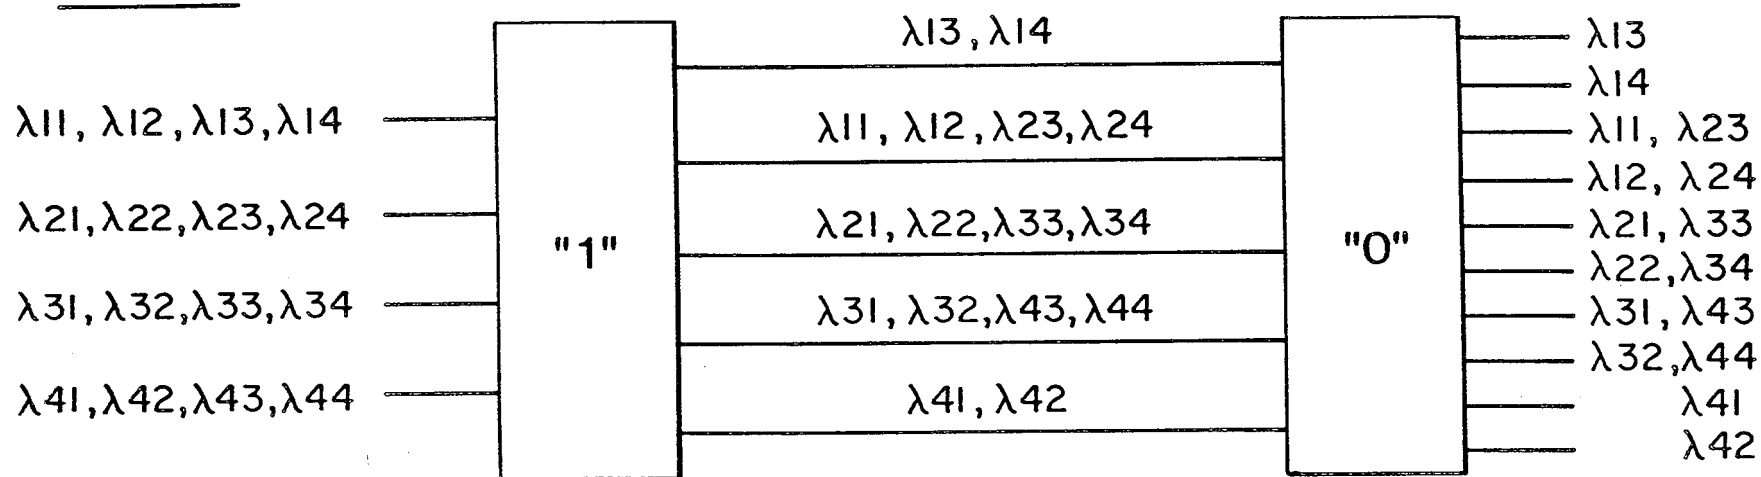 λ11, λ12, λ13, λ14
λ21, λ22, λ23, λ24
λ31, λ32, λ33, λ34
λ41, λ42, λ43, λ44
"1"
λ13, λ14
λ11, λ12, λ23, λ24
λ21, λ22, λ33, λ34
λ31, λ32, λ43, λ44
λ41, λ42
"0"
λ13
λ14
λ11, λ23
λ12, λ24
λ21, λ33
λ22, λ34
λ31, λ43
λ32, λ44
λ41
λ42